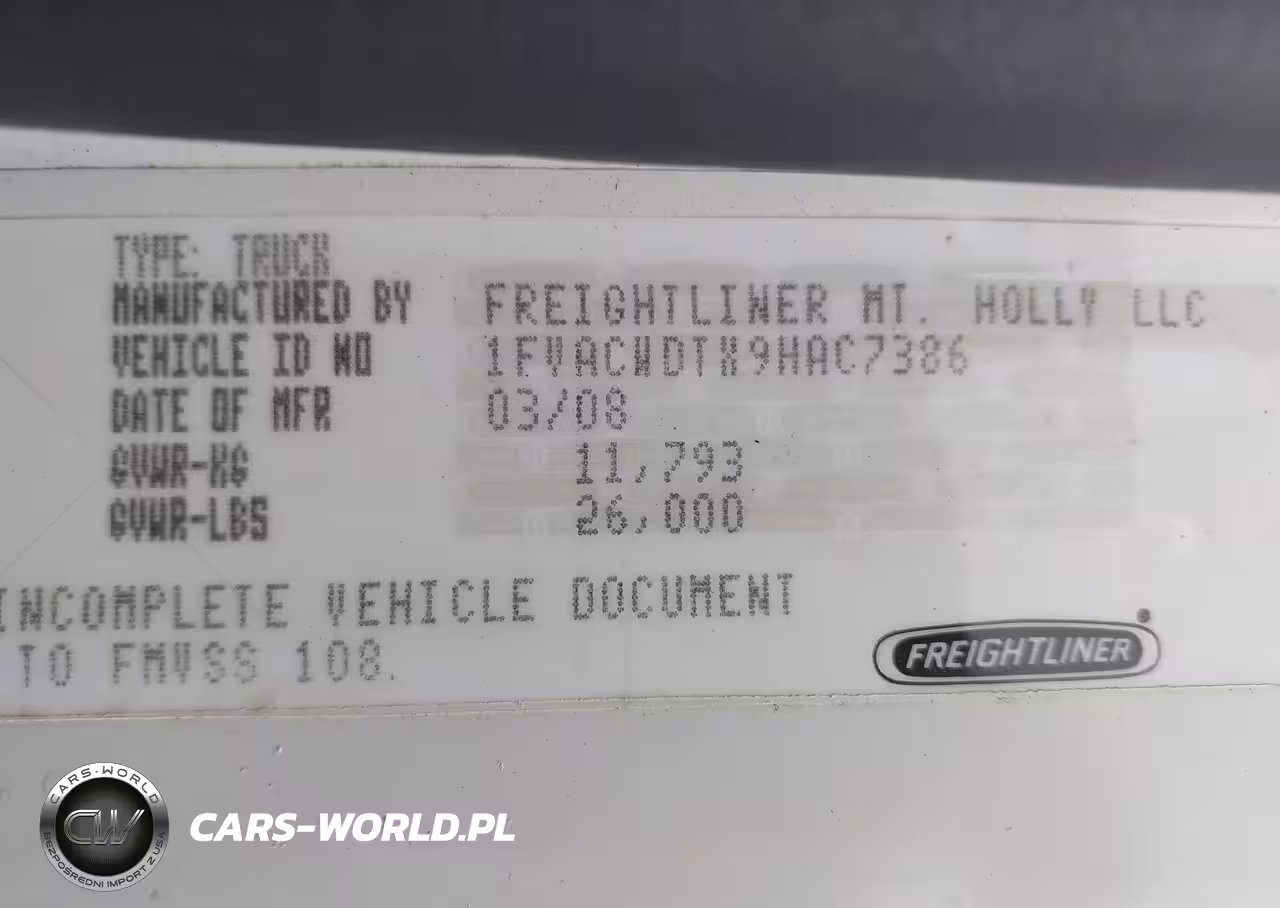 TYPE: TRUCK
MANUFACTURED BY FREIGHTLINER MT. HOLLY LLC
VEHICLE ID NO 1FVACWDTX9HAC7386
DATE OF MFR 03/08
GVWR-KG 11,793
GVWR-LBS 26,000
INCOMPLETE VEHICLE DOCUMENT
TO FMVSS 108.
FREIGHTLINER
CARS-WORLD
CW
BEZPOŚREDNI IMPORT Z USA
CARS-WORLD.PL